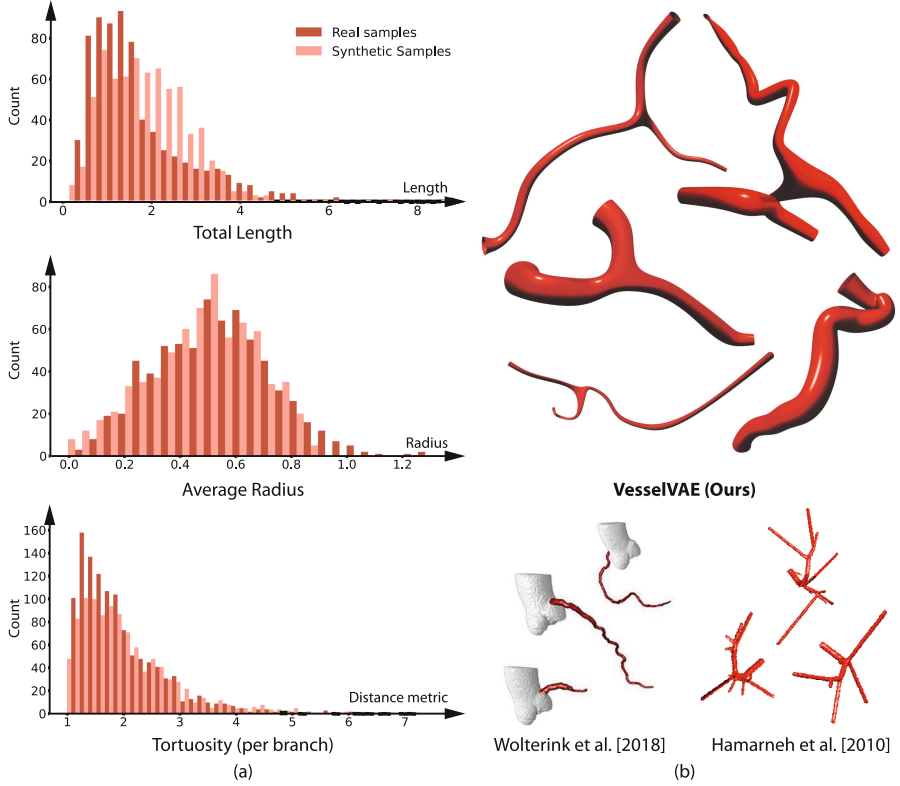 80
60
40
20
0
Count
Real samples
Synthetic Samples
Length
0 2 4 6 8
Total Length
80
60
40
20
0
Count
Radius
0.0 0.2 0.4 0.6 0.8 1.0 1.2
Average Radius
160
140
120
100
80
60
40
20
0
Count
Distance metric
1 2 3 4 5 6 7
Tortuosity (per branch)
(a)
VesselVAE (Ours)
Wolterink et al. [2018]
Hamarneh et al. [2010]
(b)